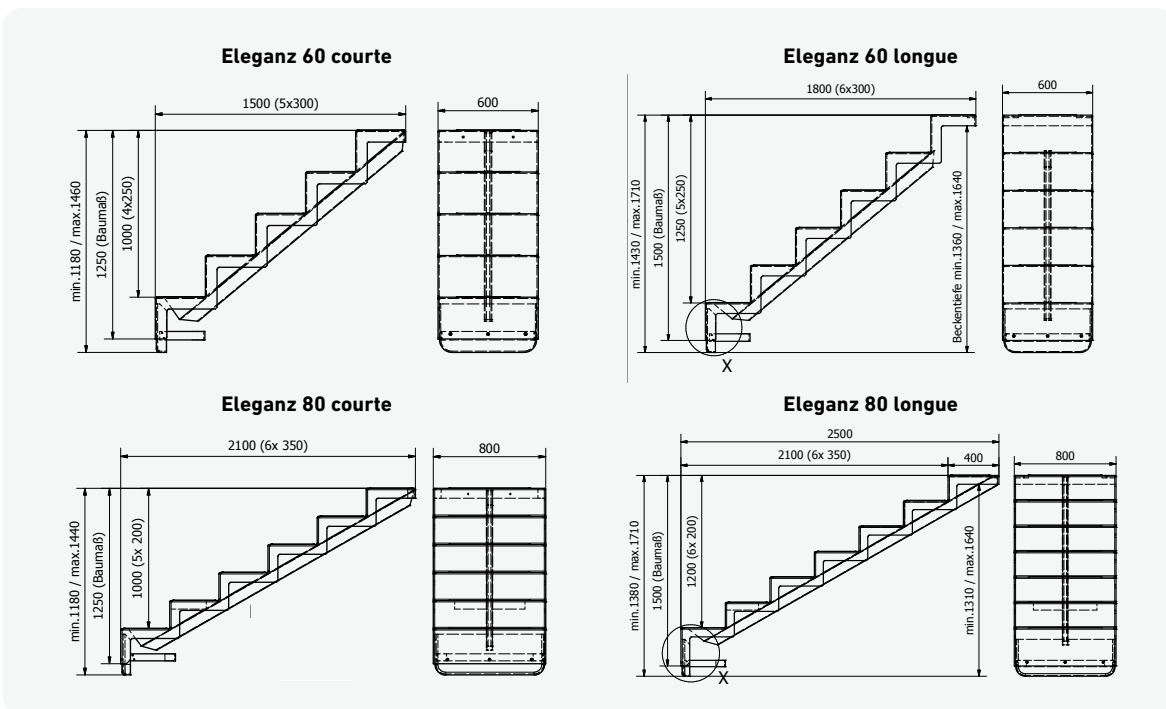 Eleganz 60 courte
1500 (5x300)
600
min.1180 / max.1460
1250 (Baumaß)
1000 (4x250)
Eleganz 60 longue
1800 (6x300)
600
min.1430 / max.1710
1500 (Baumaß)
1250 (5x250)
Beckentiefe min.1360 / max.1640
X
Eleganz 80 courte
2100 (6x 350)
800
min.1180 / max.1440
1250 (Baumaß)
1000 (5x 200)
Eleganz 80 longue
2500
2100 (6x 350)
400
800
min.1380 / max.1710
1500 (Baumaß)
1200 (6x 200)
min.1310 / max.1640
X